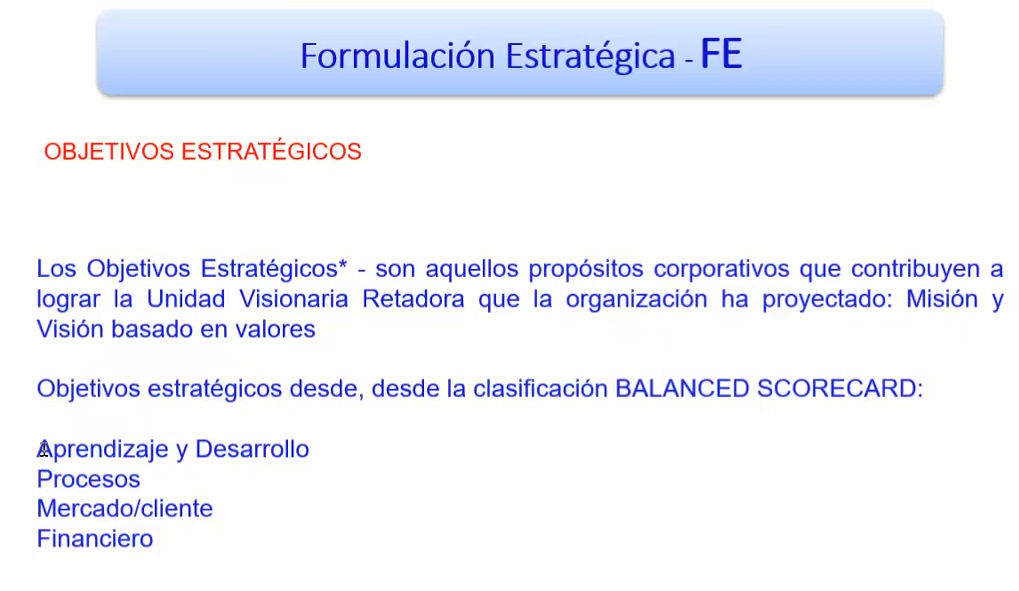 Formulación Estratégica - FE
OBJETIVOS ESTRATÉGICOS
Los Objetivos Estratégicos* - son aquellos propósitos corporativos que contribuyen a
lograr la Unidad Visionaria Retadora que la organización ha proyectado: Misión y
Visión basado en valores
Objetivos estratégicos desde, desde la clasificación BALANCED SCORECARD:
Aprendizaje y Desarrollo
Procesos
Mercado/cliente
Financiero